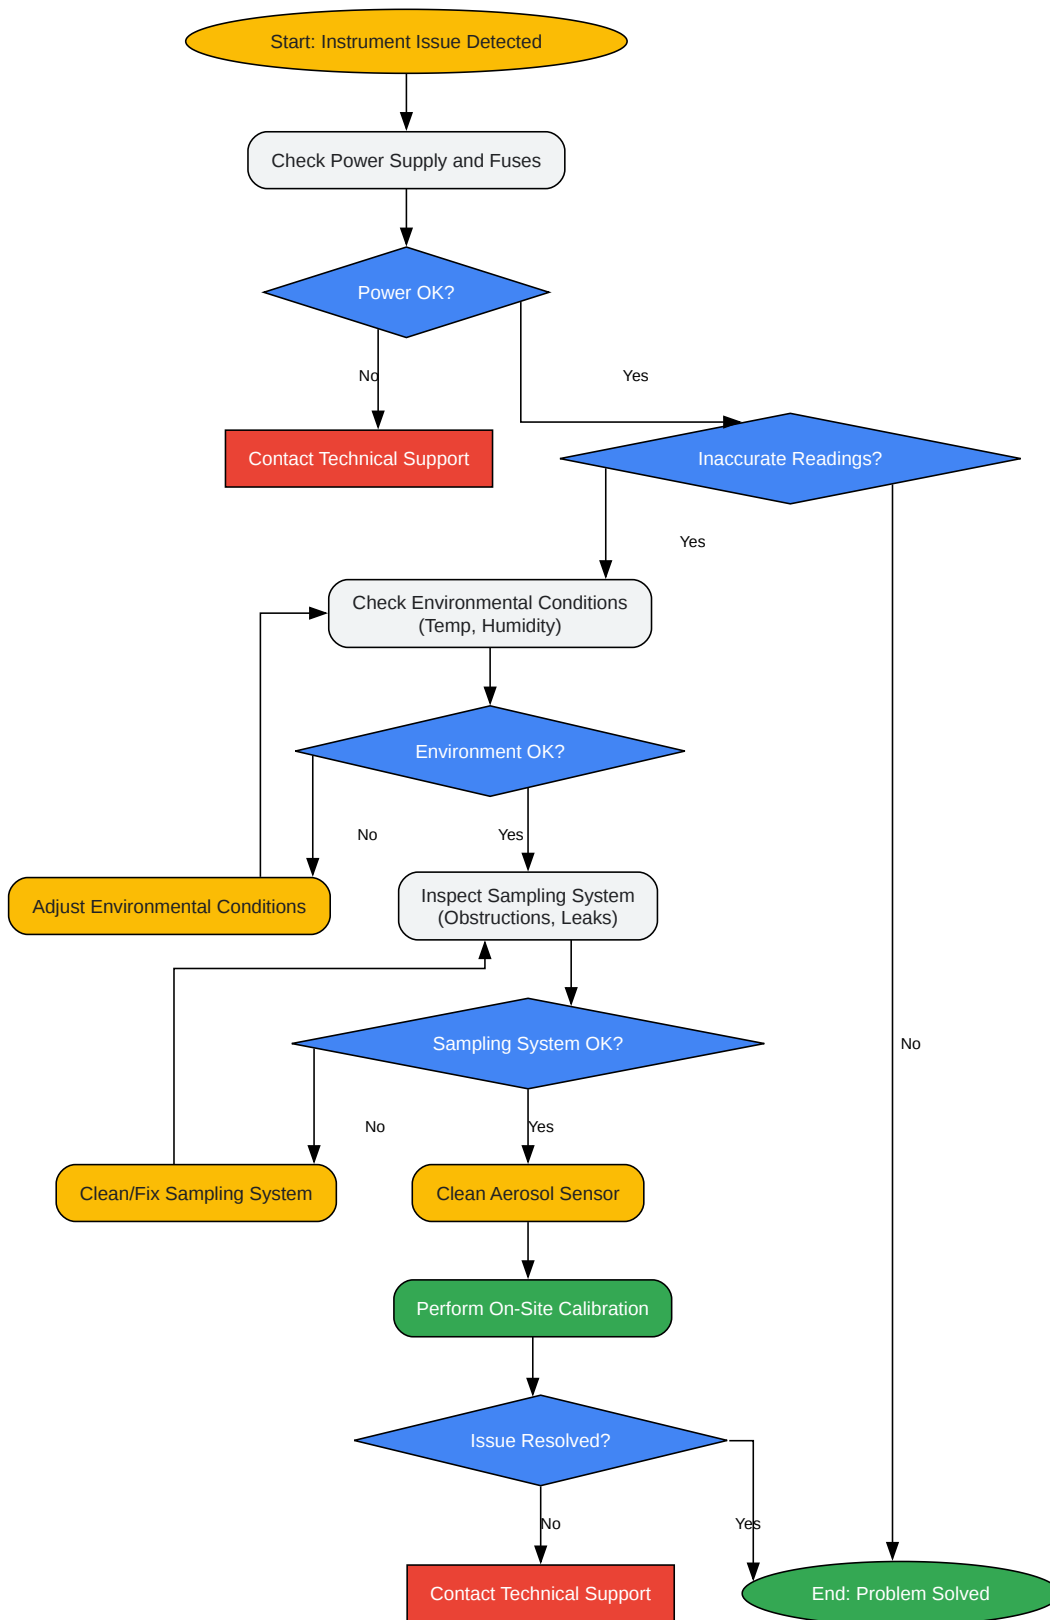 Start: Instrument Issue Detected
Check Power Supply and Fuses
Power OK?
No
Yes
Contact Technical Support
Inaccurate Readings?
Yes
Check Environmental Conditions
(Temp, Humidity)
Environment OK?
No
Yes
Adjust Environmental Conditions
Inspect Sampling System
(Obstructions, Leaks)
Sampling System OK?
No
No
Yes
Clean/Fix Sampling System
Clean Aerosol Sensor
Perform On-Site Calibration
Issue Resolved?
No
Yes
Contact Technical Support
End: Problem Solved